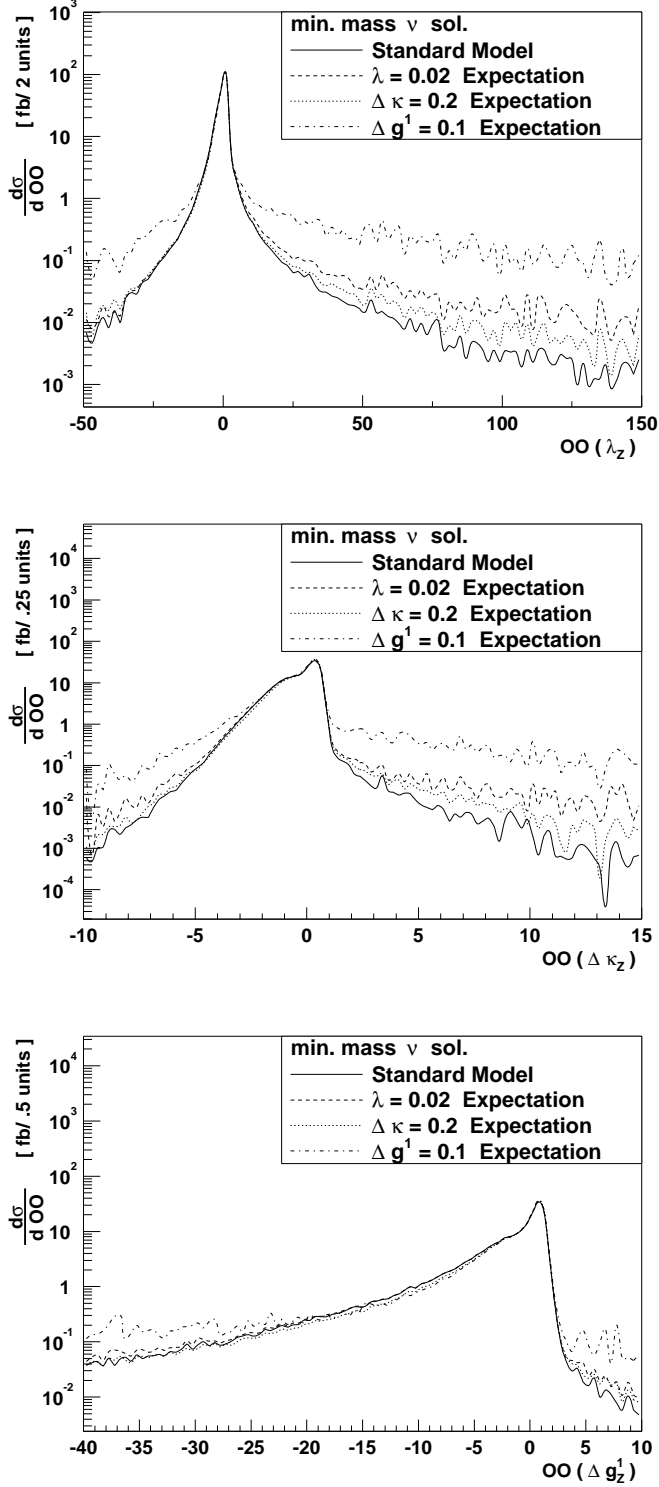 [ fb/ 2 units ]
dσ
d OO
10³
10²
10
1
10⁻¹
10⁻²
10⁻³
min. mass ν sol.
Standard Model
λ = 0.02 Expectation
Δ κ = 0.2 Expectation
Δ g¹ = 0.1 Expectation
-50 0 50 100 150
OO ( λ_Z )
[ fb/ .25 units ]
dσ
d OO
10⁴
10³
10²
10
1
10⁻¹
10⁻²
10⁻³
10⁻⁴
min. mass ν sol.
Standard Model
λ = 0.02 Expectation
Δ κ = 0.2 Expectation
Δ g¹ = 0.1 Expectation
-10 -5 0 5 10 15
OO ( Δ κ_Z )
[ fb/ .5 units ]
dσ
d OO
10⁴
10³
10²
10
1
10⁻¹
10⁻²
min. mass ν sol.
Standard Model
λ = 0.02 Expectation
Δ κ = 0.2 Expectation
Δ g¹ = 0.1 Expectation
-40 -35 -30 -25 -20 -15 -10 -5 0 5 10
OO ( Δ g¹_Z )